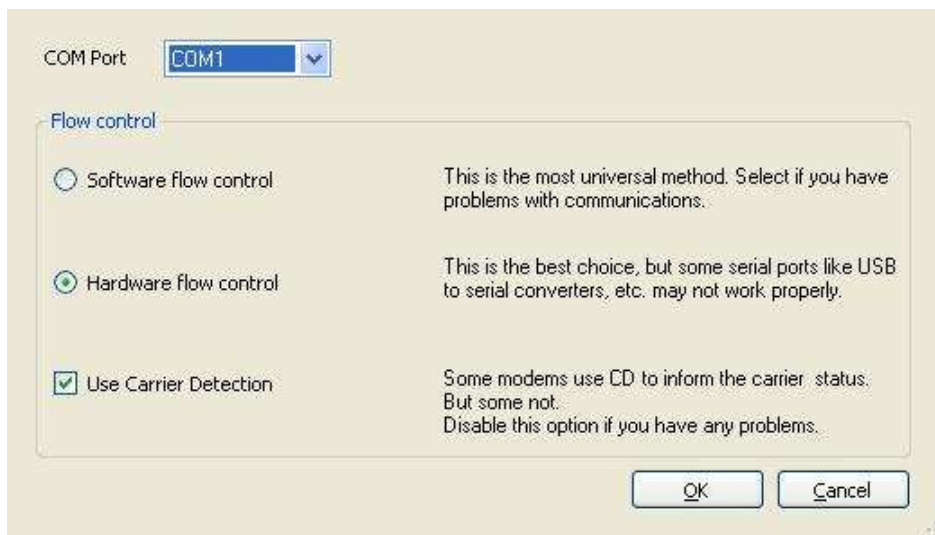 COM Port COM1
Flow control
Software flow control
This is the most universal method. Select if you have
problems with communications.
Hardware flow control
This is the best choice, but some serial ports like USB
to serial converters, etc. may not work properly.
Use Carrier Detection
Some modems use CD to inform the carrier status.
But some not.
Disable this option if you have any problems.
OK Cancel